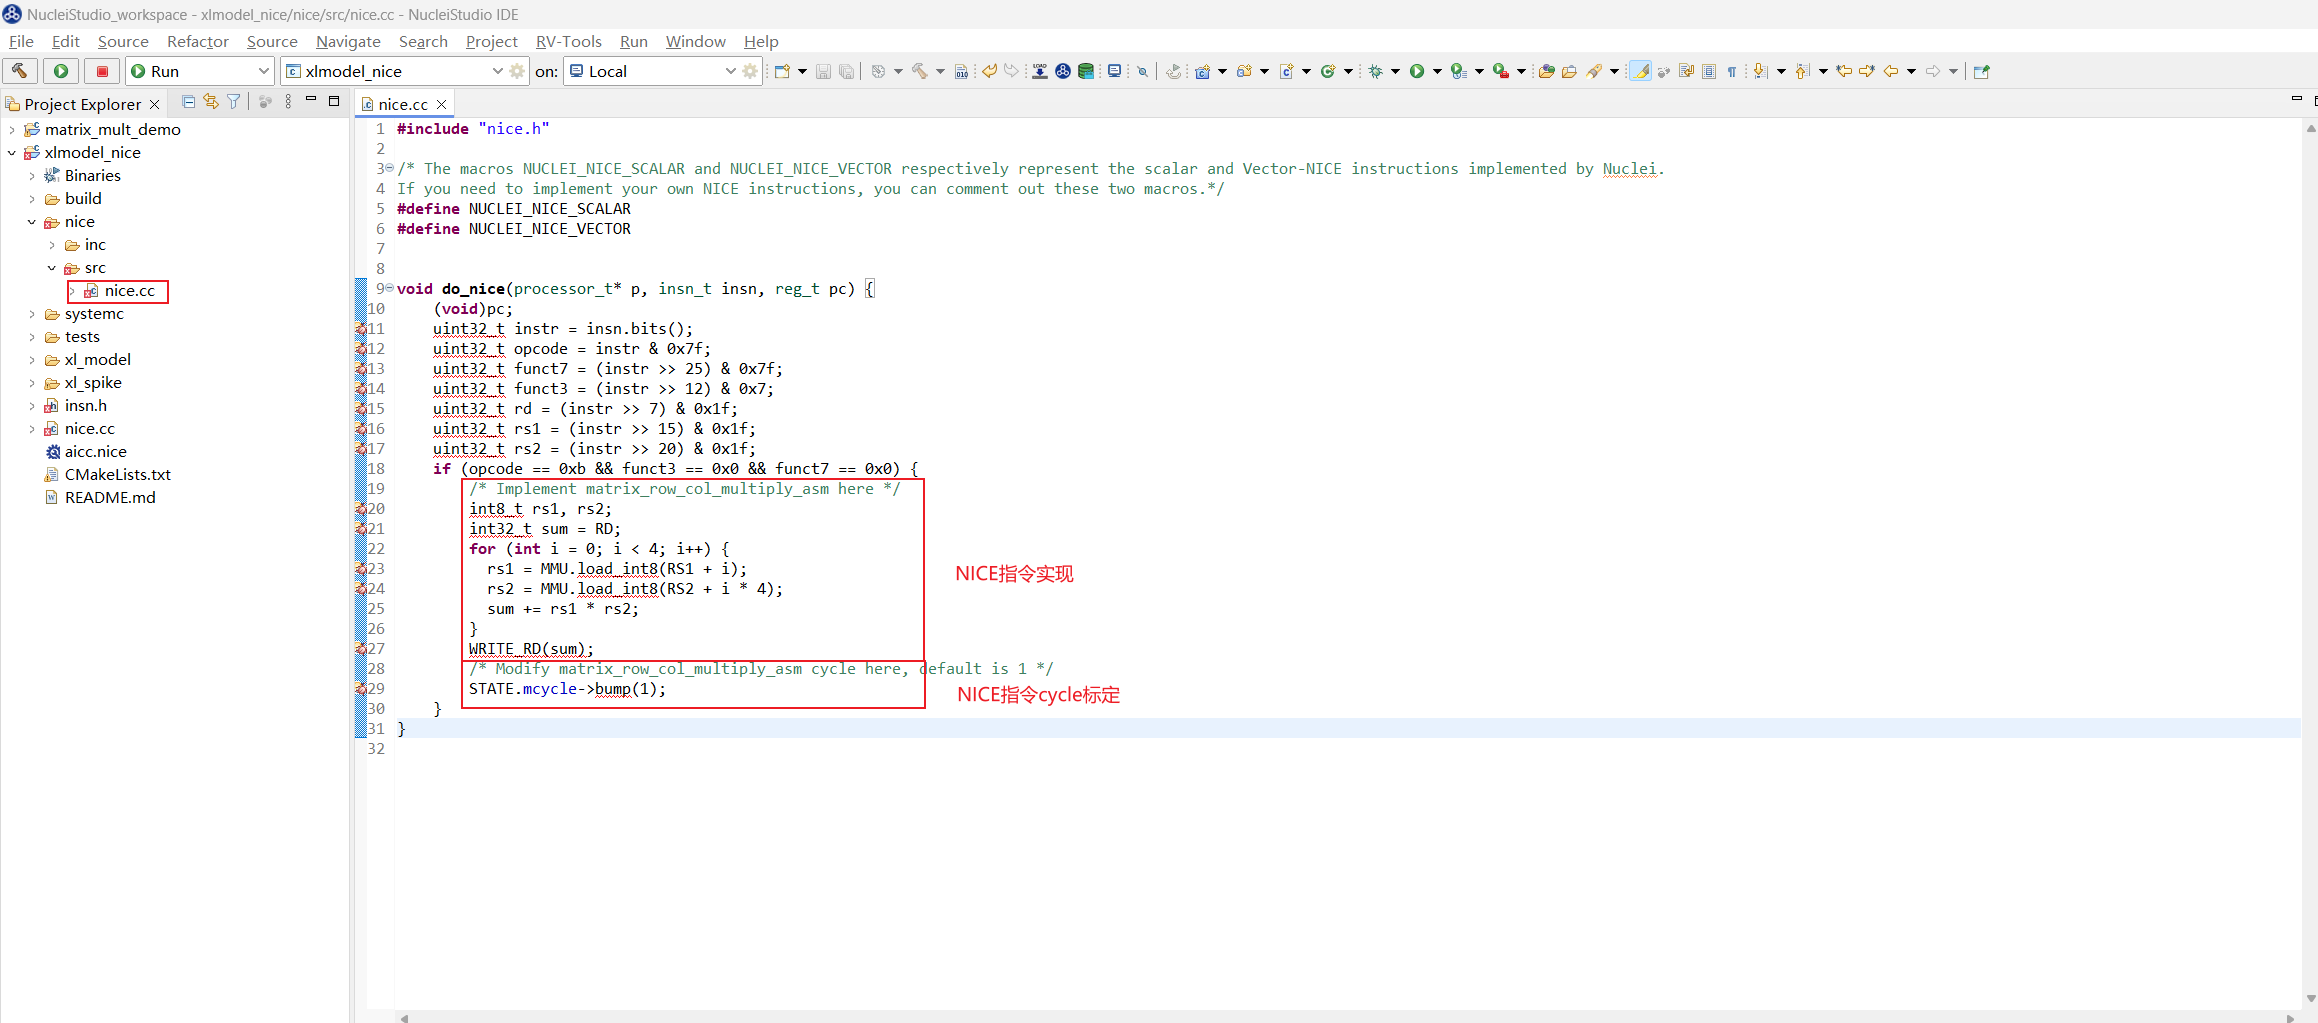 NucleiStudio_workspace - xlmodel_nice/nice/src/nice.cc - NucleiStudio IDE
File Edit Source Refactor Source Navigate Search Project RV-Tools Run Window Help
Run xlmodel_nice on: Local
Project Explorer
matrix_mult_demo
xlmodel_nice
Binaries
build
nice
inc
src
nice.cc
systemc
tests
xl_model
xl_spike
insn.h
nice.cc
aicc.nice
CMakeLists.txt
README.md
nice.cc
1 #include "nice.h"
2
3 /* The macros NUCLEI_NICE_SCALAR and NUCLEI_NICE_VECTOR respectively represent the scalar and Vector-NICE instructions implemented by Nuclei.
4 If you need to implement your own NICE instructions, you can comment out these two macros.*/
5 #define NUCLEI_NICE_SCALAR
6 #define NUCLEI_NICE_VECTOR
7
8
9 void do_nice(processor_t* p, insn_t insn, reg_t pc) {
10 (void)pc;
11 uint32_t instr = insn.bits();
12 uint32_t opcode = instr & 0x7f;
13 uint32_t funct7 = (instr >> 25) & 0x7f;
14 uint32_t funct3 = (instr >> 12) & 0x7;
15 uint32_t rd = (instr >> 7) & 0x1f;
16 uint32_t rs1 = (instr >> 15) & 0x1f;
17 uint32_t rs2 = (instr >> 20) & 0x1f;
18 if (opcode == 0xb && funct3 == 0x0 && funct7 == 0x0) {
19 /* Implement matrix_row_col_multiply_asm here */
20 int8_t rs1, rs2;
21 int32_t sum = RD;
22 for (int i = 0; i < 4; i++) {
23 rs1 = MMU.load_int8(RS1 + i);
24 rs2 = MMU.load_int8(RS2 + i * 4);
25 sum += rs1 * rs2;
26 }
27 WRITE_RD(sum);
28 /* Modify matrix_row_col_multiply_asm cycle here, default is 1 */
29 STATE.mcycle->bump(1);
30 }
31 }
32
NICE指令实现
NICE指令cycle标定